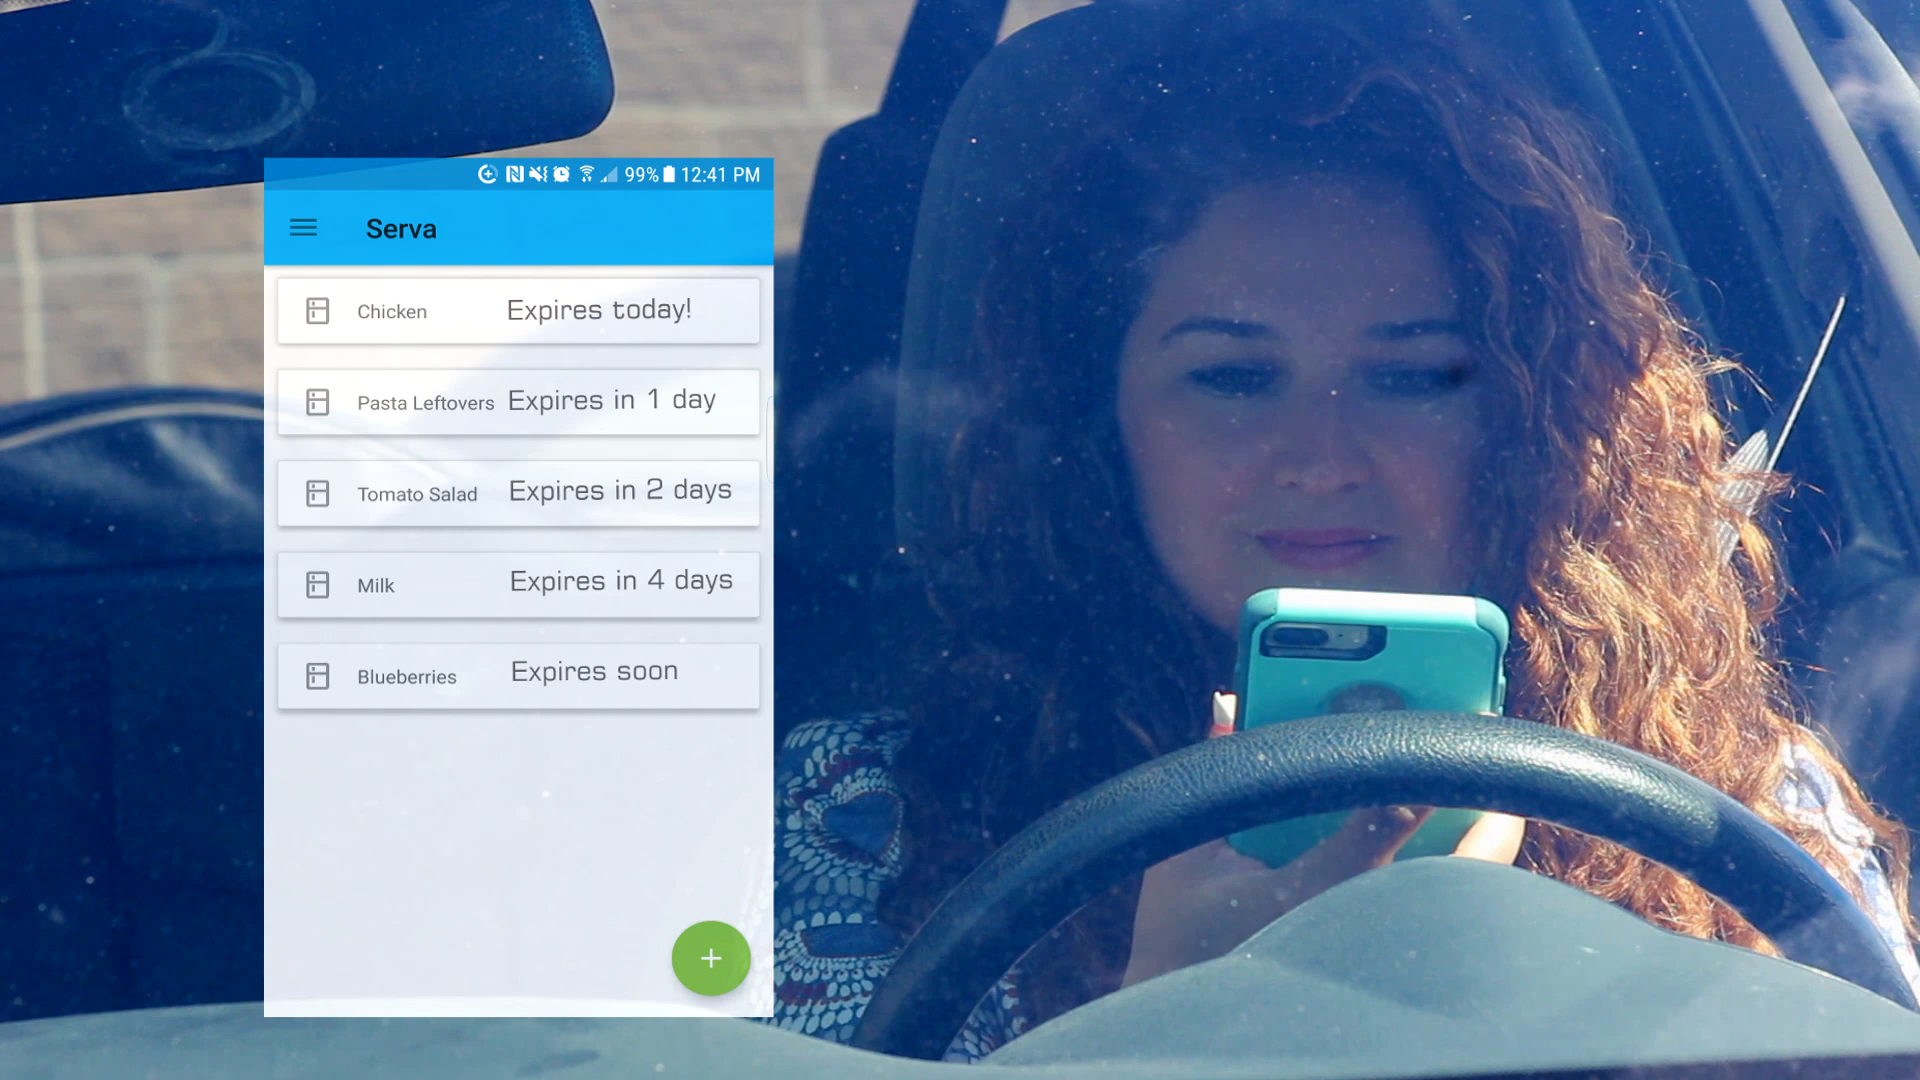 99% 12:41 PM
Serva
Chicken Expires today!
Pasta Leftovers Expires in 1 day
Tomato Salad Expires in 2 days
Milk Expires in 4 days
Blueberries Expires soon
+